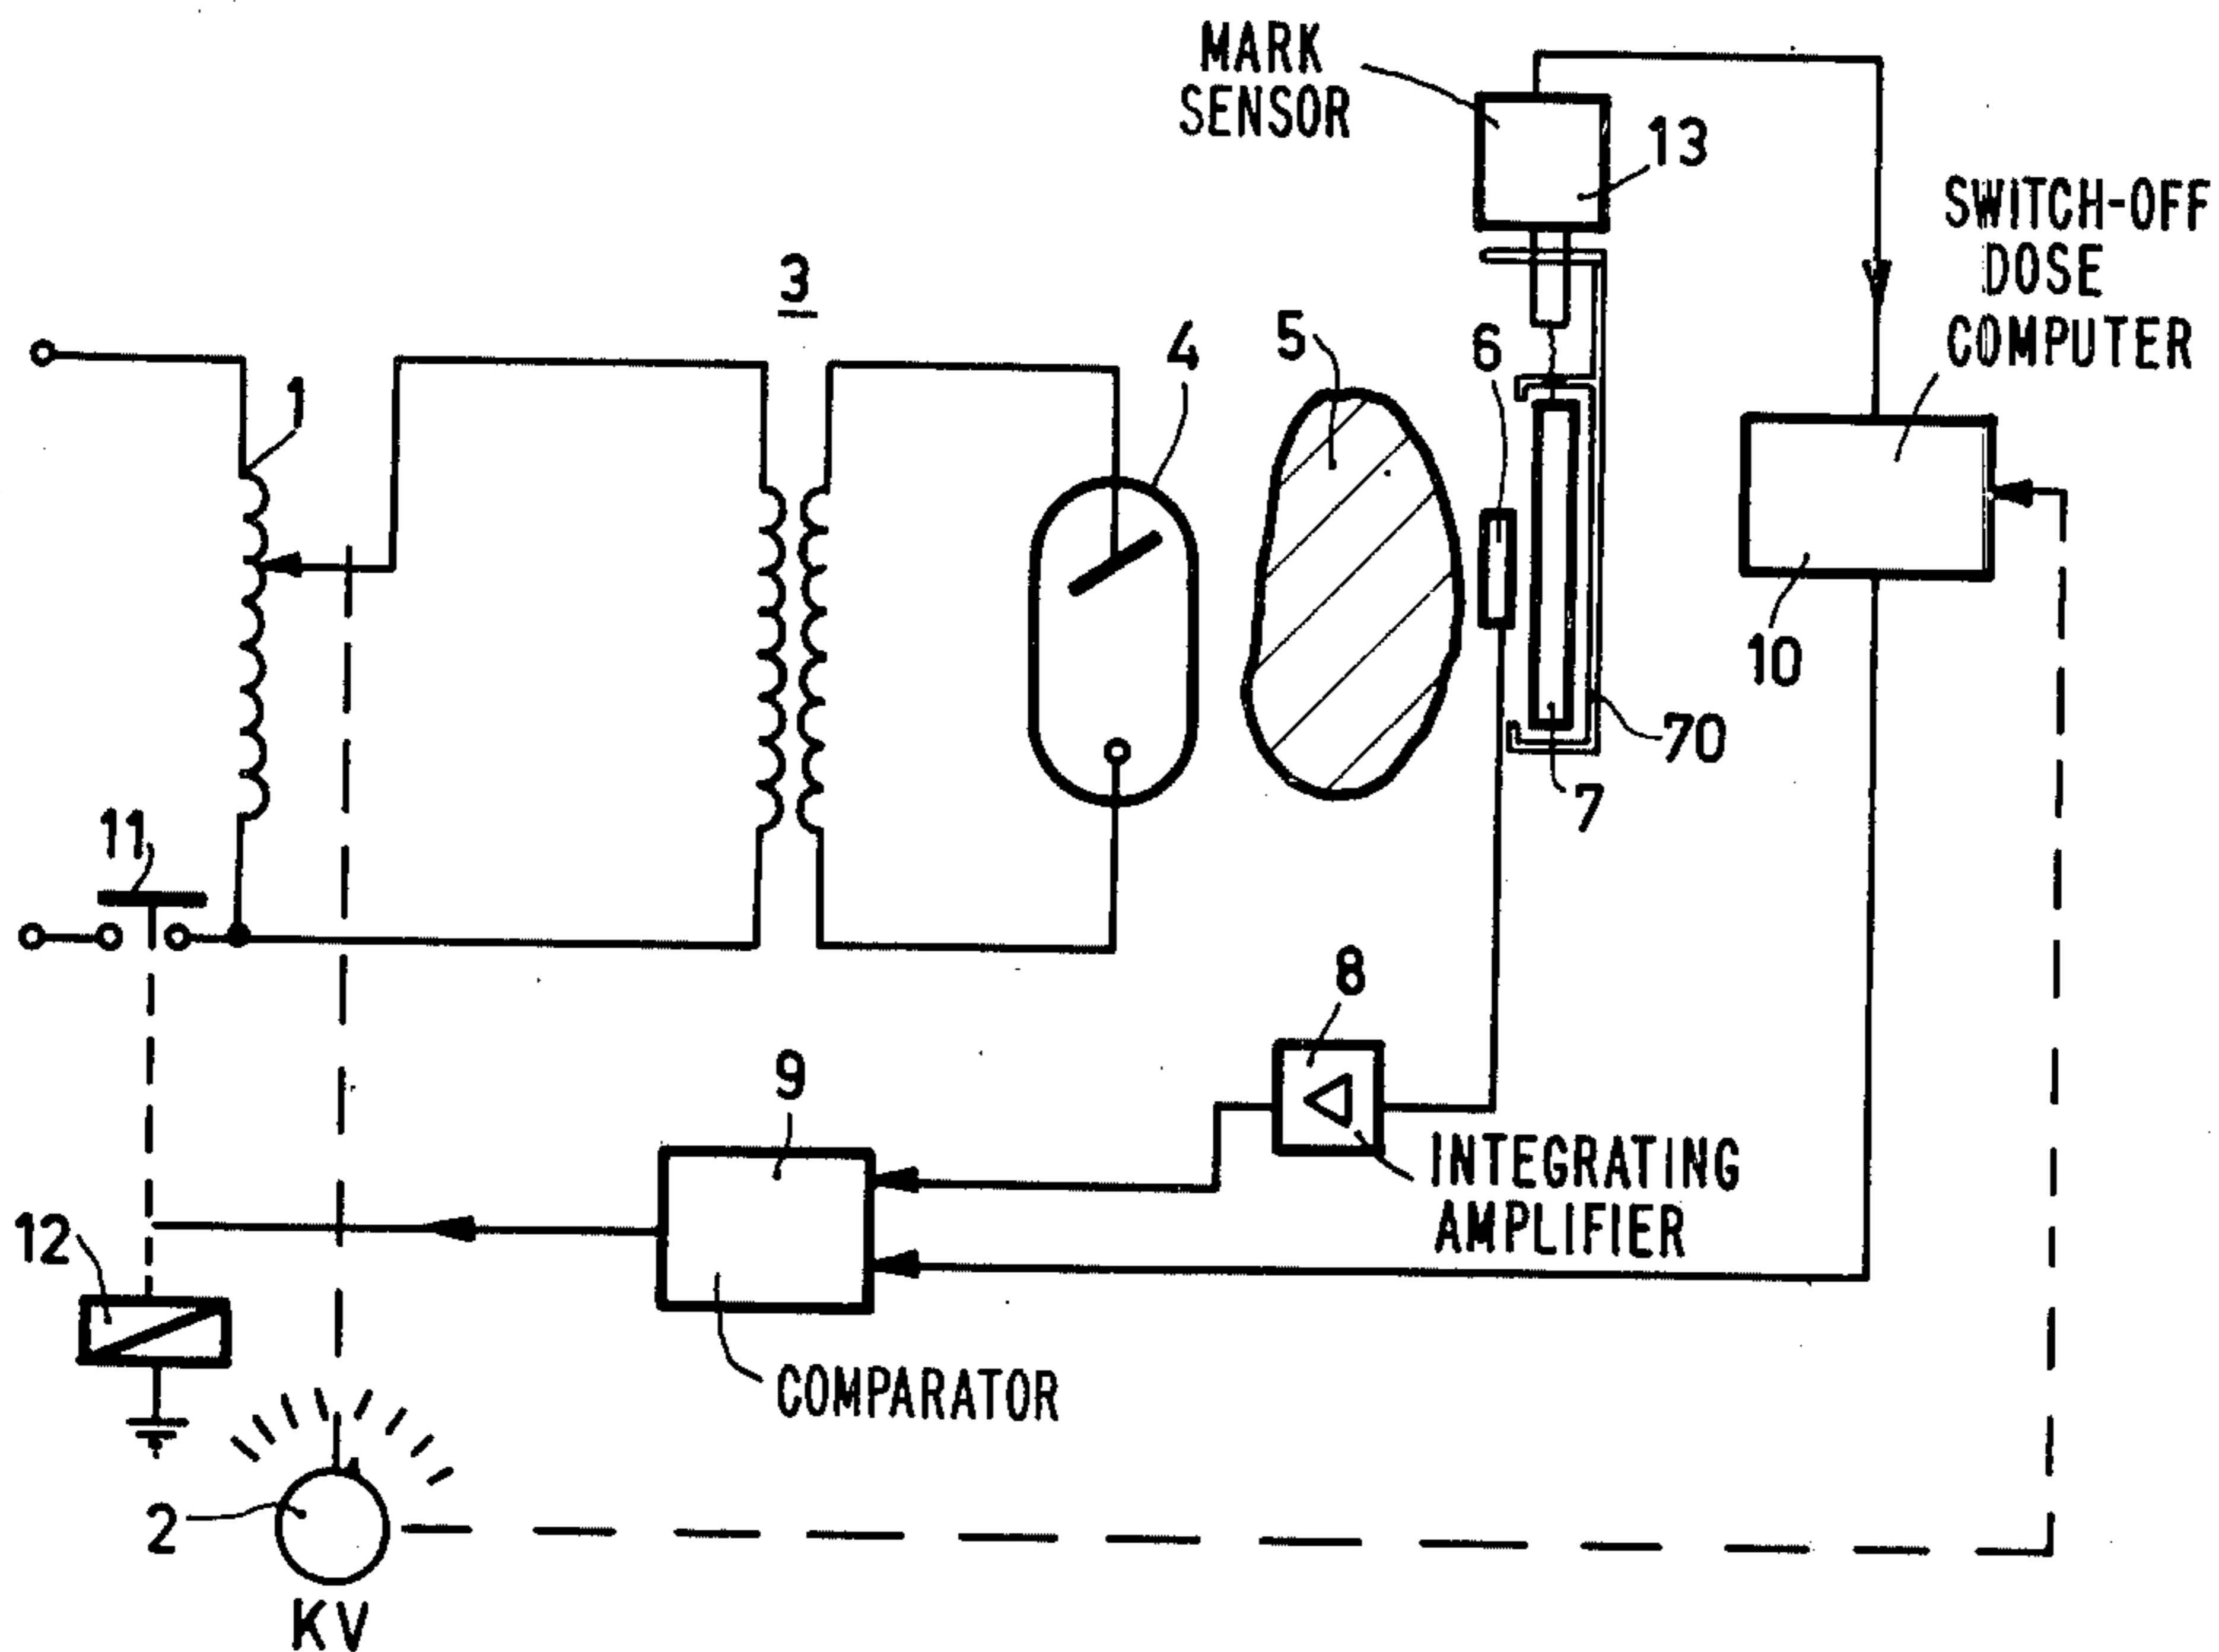 MARK
SENSOR
13
SWITCH-OFF
DOSE
COMPUTER
3
4
5
6
1
10
70
7
11
8
9
INTEGRATING
AMPLIFIER
12
COMPARATOR
2
KV